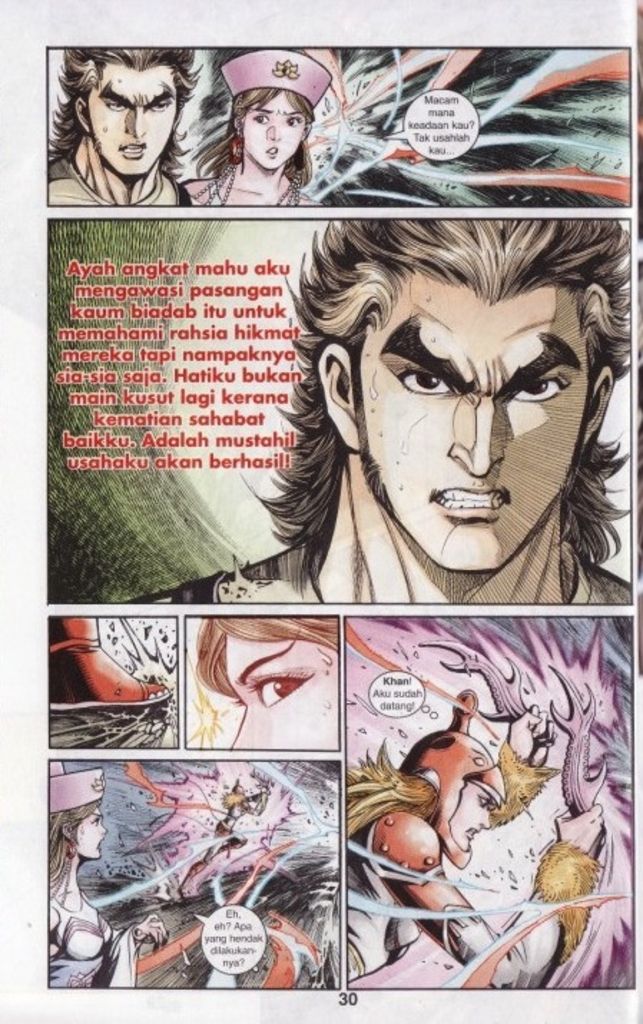 Macam
mana
keadaan kau?
Tak usahlah
kau...
Ayah angkat mahu aku
mengawasi pasangan
kaum biadab itu untuk
memahami rahsia hikmat
mereka tapi nampaknya
sia-sia saja. Hatiku bukan
main kusut lagi kerana
kematian sahabat
baikku. Adalah mustahil
usahaku akan berhasil!
Khan!
Aku sudah
datang!
Eh,
eh? Apa
yang hendak
dilakukan-
nya?
30